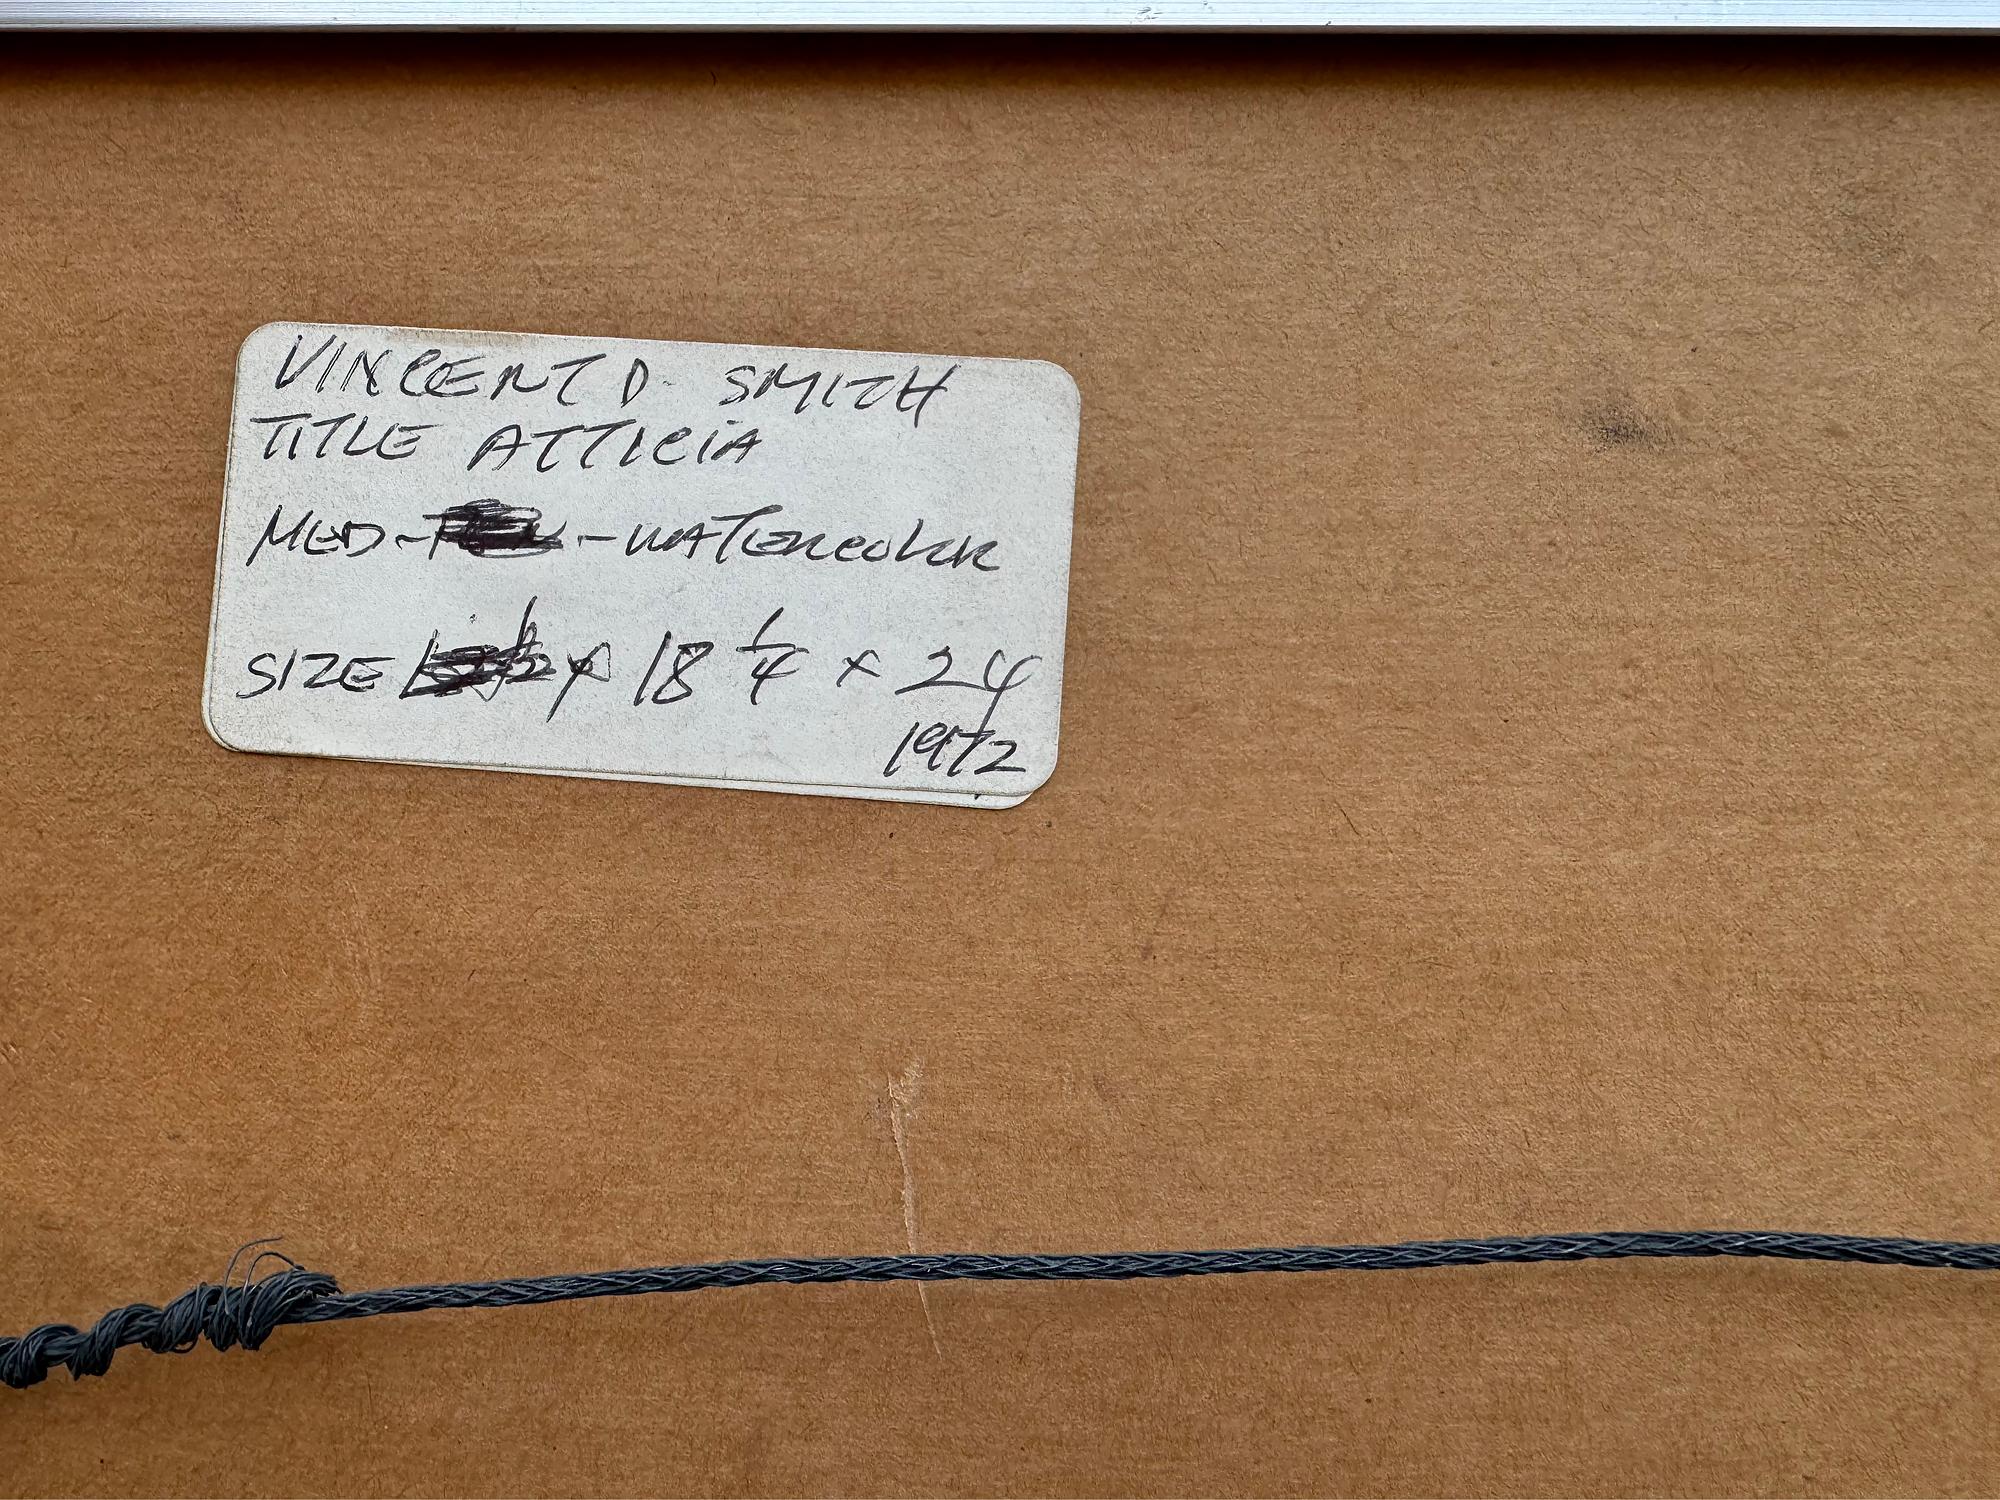 VINCENT D. SMITH
TITLE ATTICIA
MED - - WATERCOLOR
SIZE 18 1/4 x 24
1972